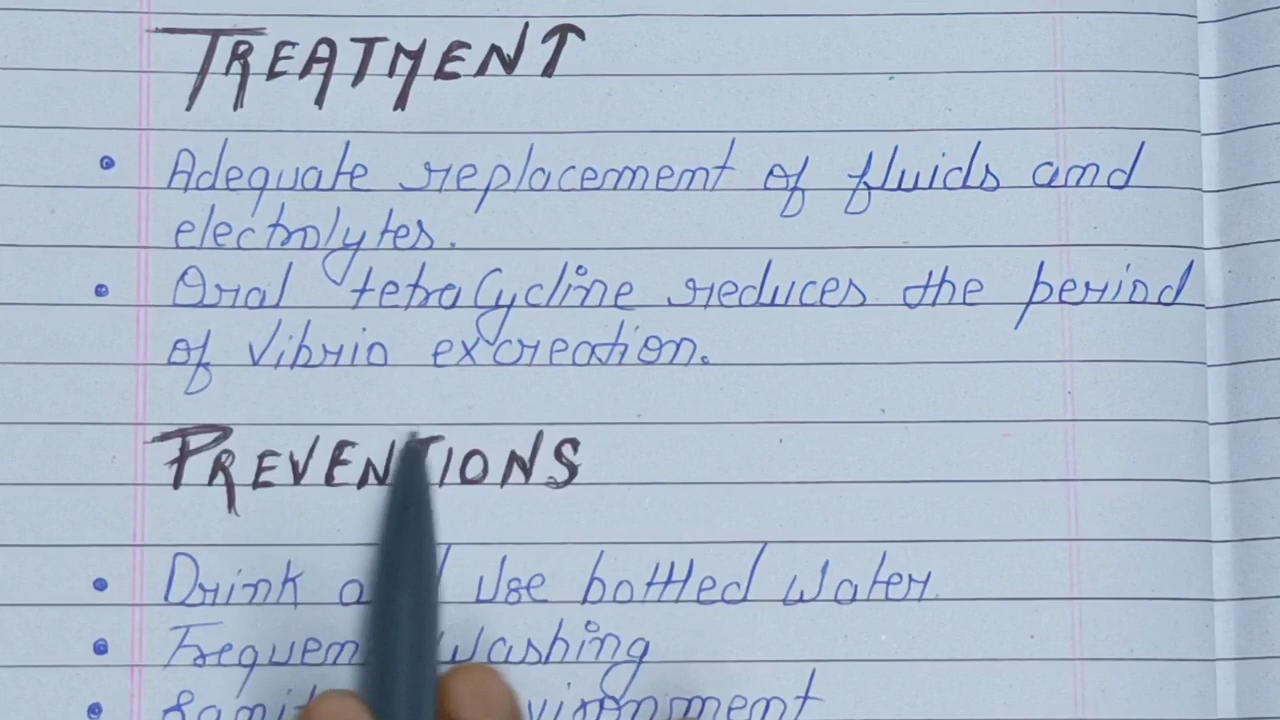 TREATMENT
• Adequate replacement of fluids and
electrolytes.
• Oral tetracycline reduces the period
of Vibrio excreation.
PREVENTIONS
• Drink Use bottled water.
• Washing
•